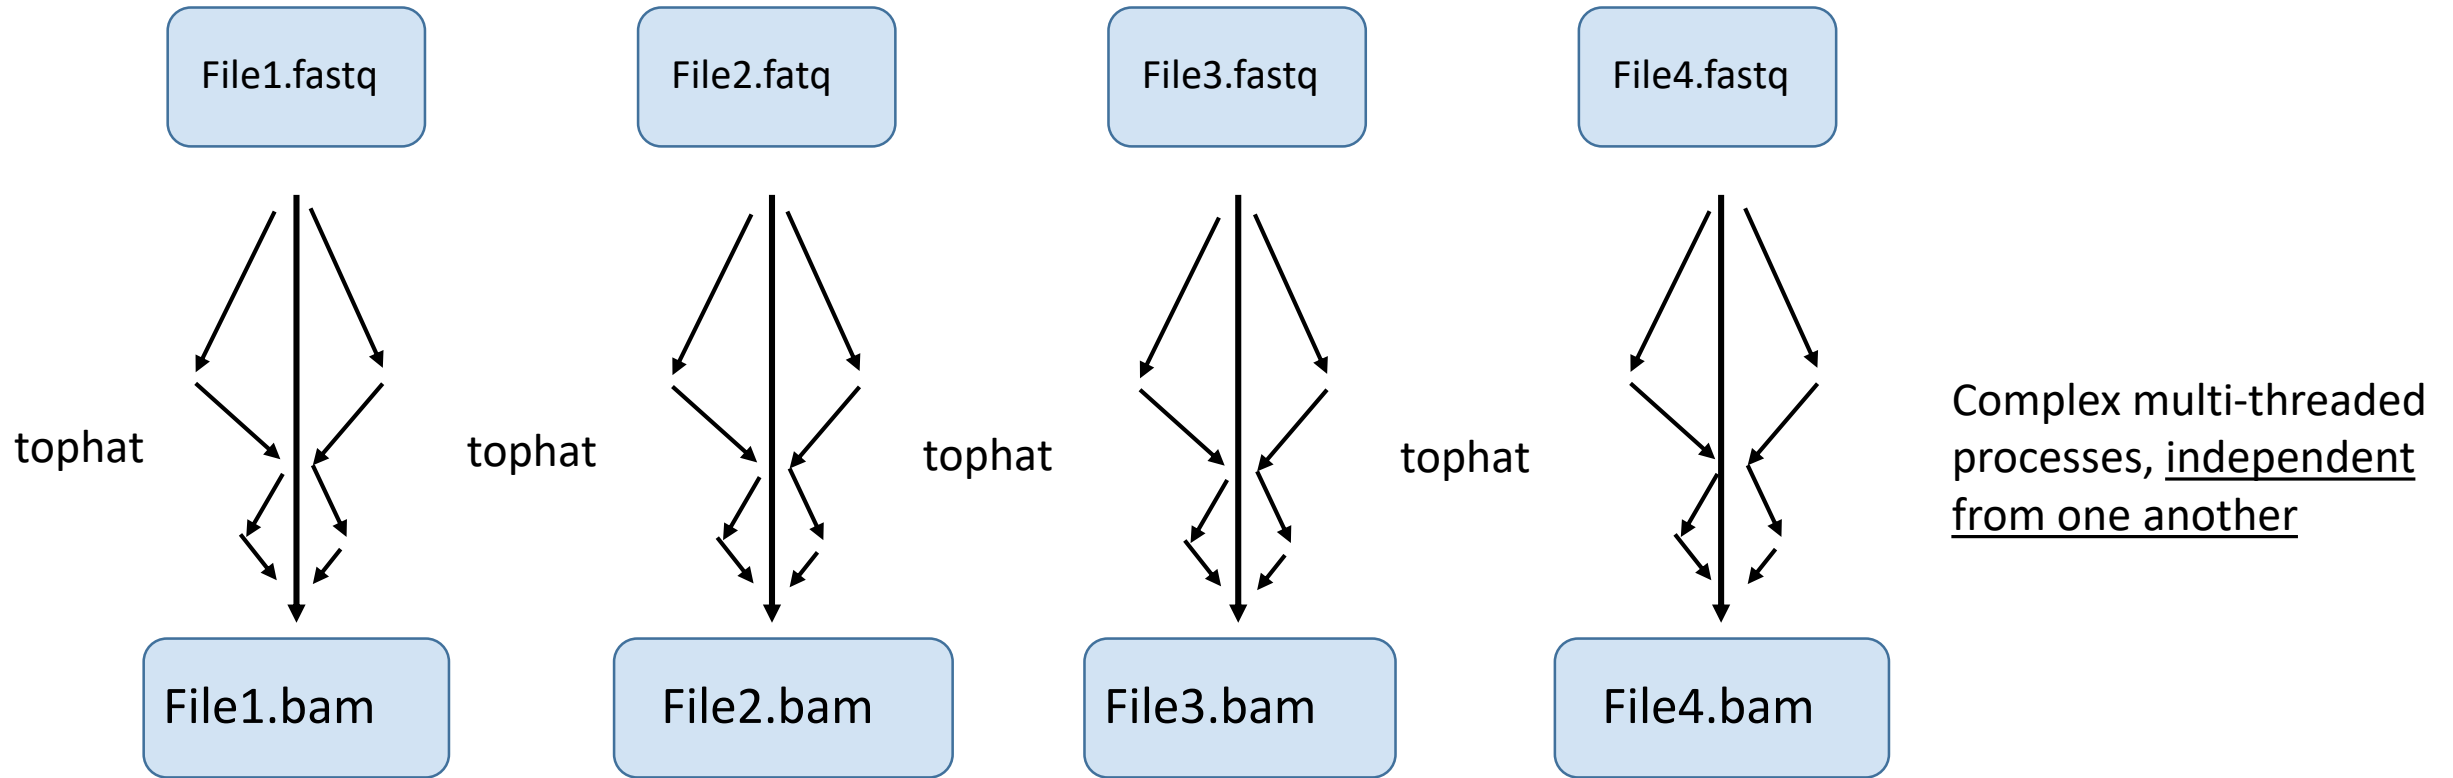 File1.fastq
File2.fatq
File3.fastq
File4.fastq
tophat
tophat
tophat
tophat
Complex multi-threaded
processes, independent
from one another
File1.bam
File2.bam
File3.bam
File4.bam